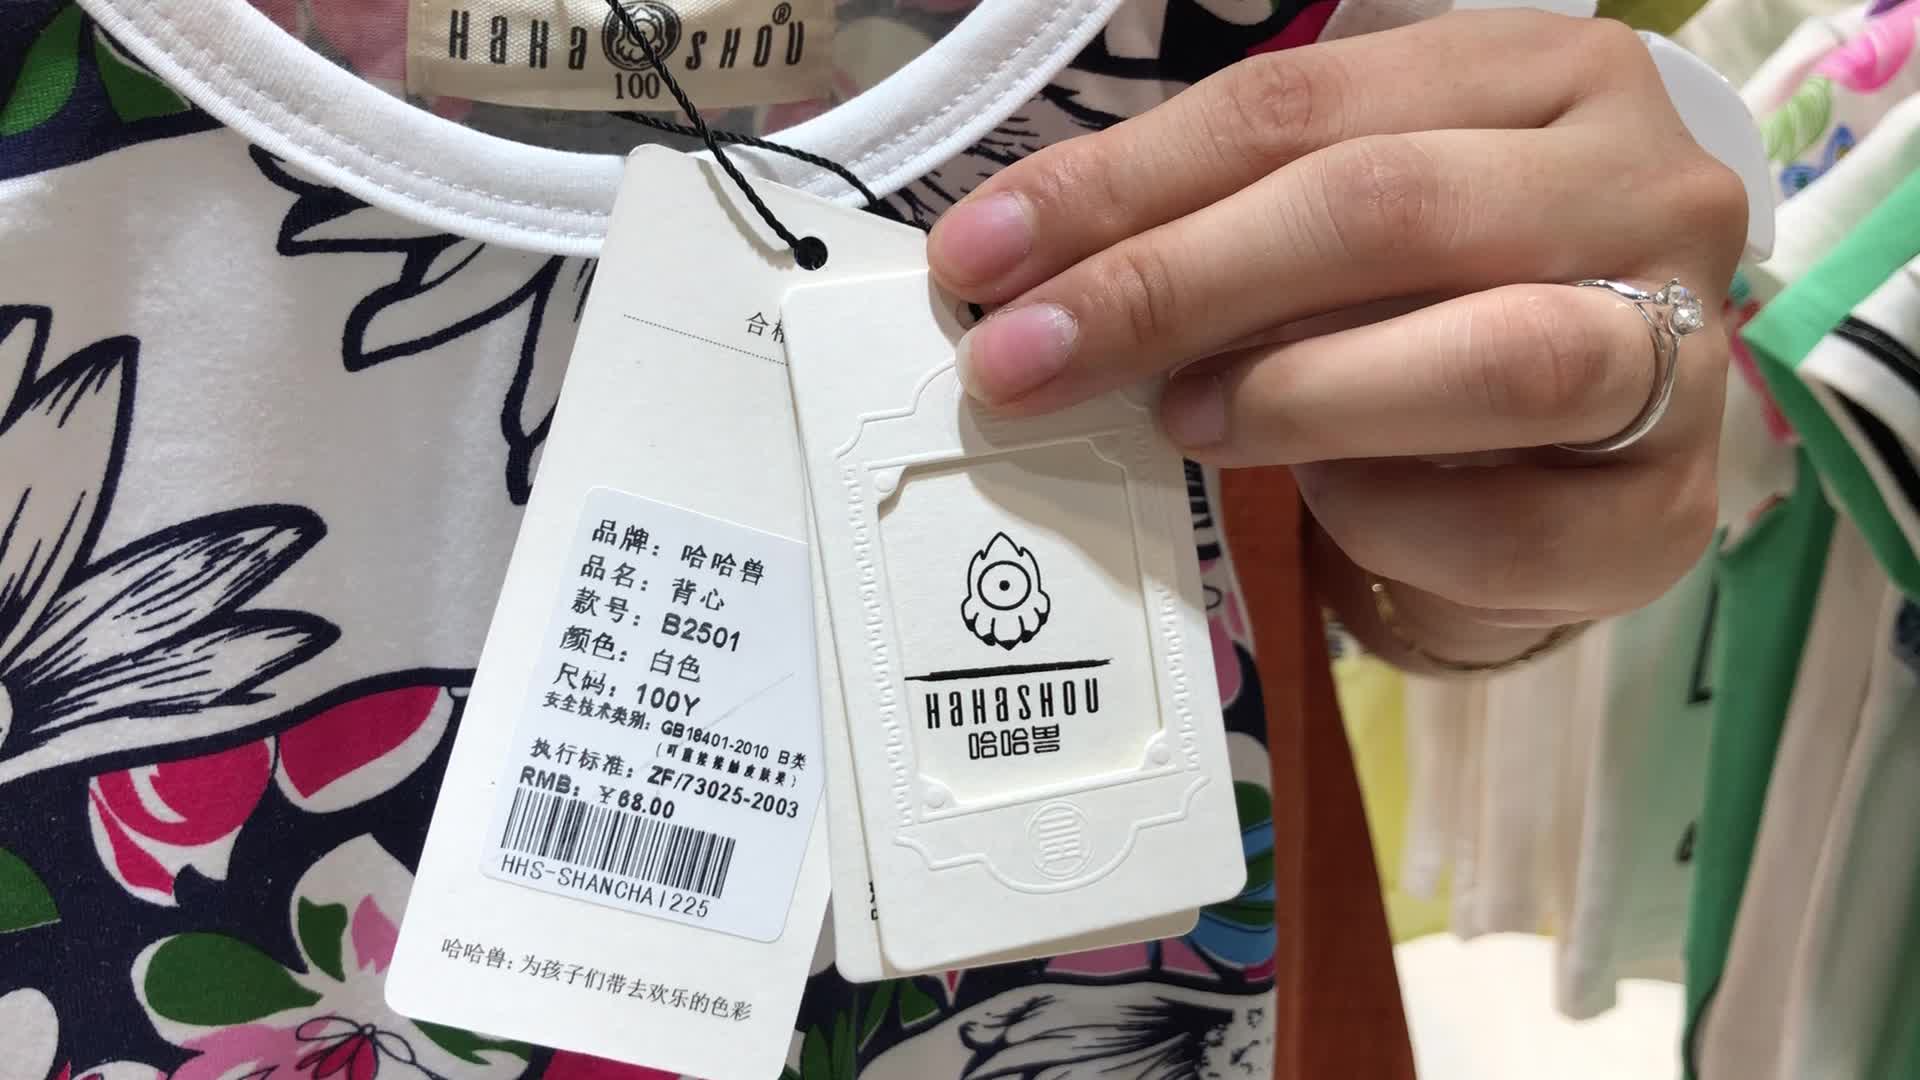 HaHa SHOU®
100
合
品牌：哈哈兽
品名：背心
款号：B2501
颜色：白色
尺码：100Y
安全技术类别：GB18401-2010 B类
（可直接接触皮肤类）
执行标准：ZF/73025-2003
RMB：￥68.00
HHS-SHANCHAI225
哈哈兽：为孩子们带去欢乐的色彩
HaHaSHOU
哈哈兽